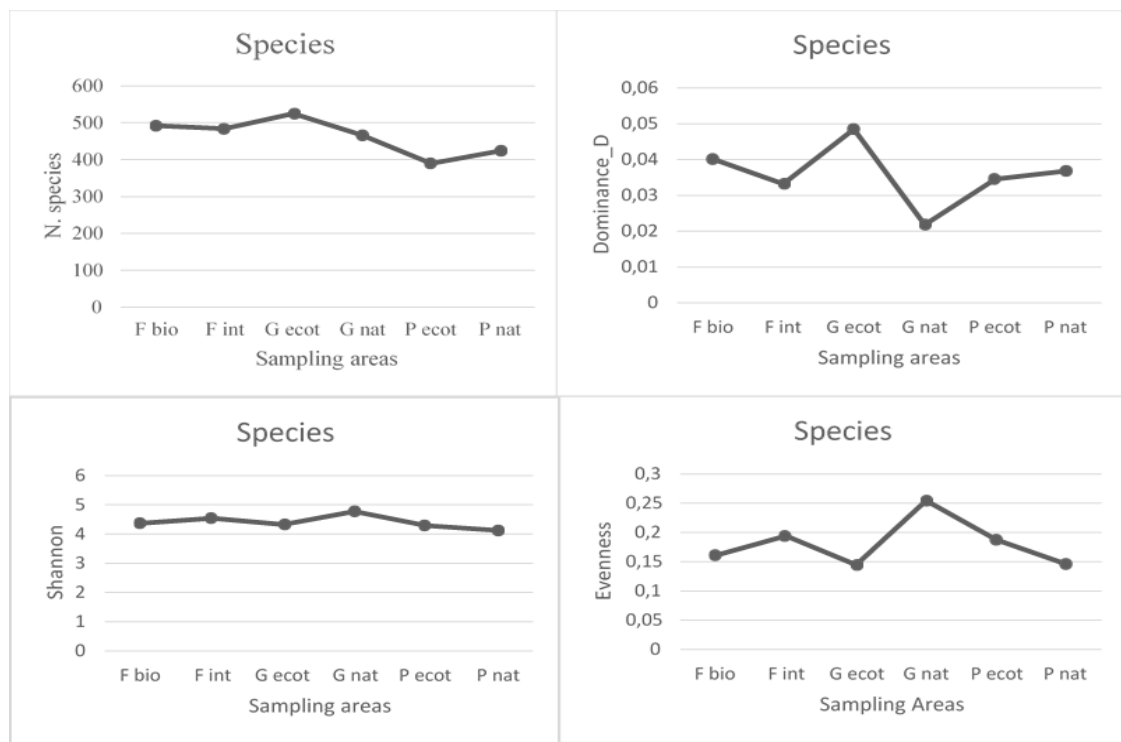 Species
N. species
600
500
400
300
200
100
0
F bio F int G ecot G nat P ecot P nat
Sampling areas
Species
Dominance_D
0,06
0,05
0,04
0,03
0,02
0,01
0
F bio F int G ecot G nat P ecot P nat
Sampling areas
Species
Shannon
6
5
4
3
2
1
0
F bio F int G ecot G nat P ecot P nat
Sampling areas
Species
Evenness
0,3
0,25
0,2
0,15
0,1
0,05
0
F bio F int G ecot G nat P ecot P nat
Sampling Areas